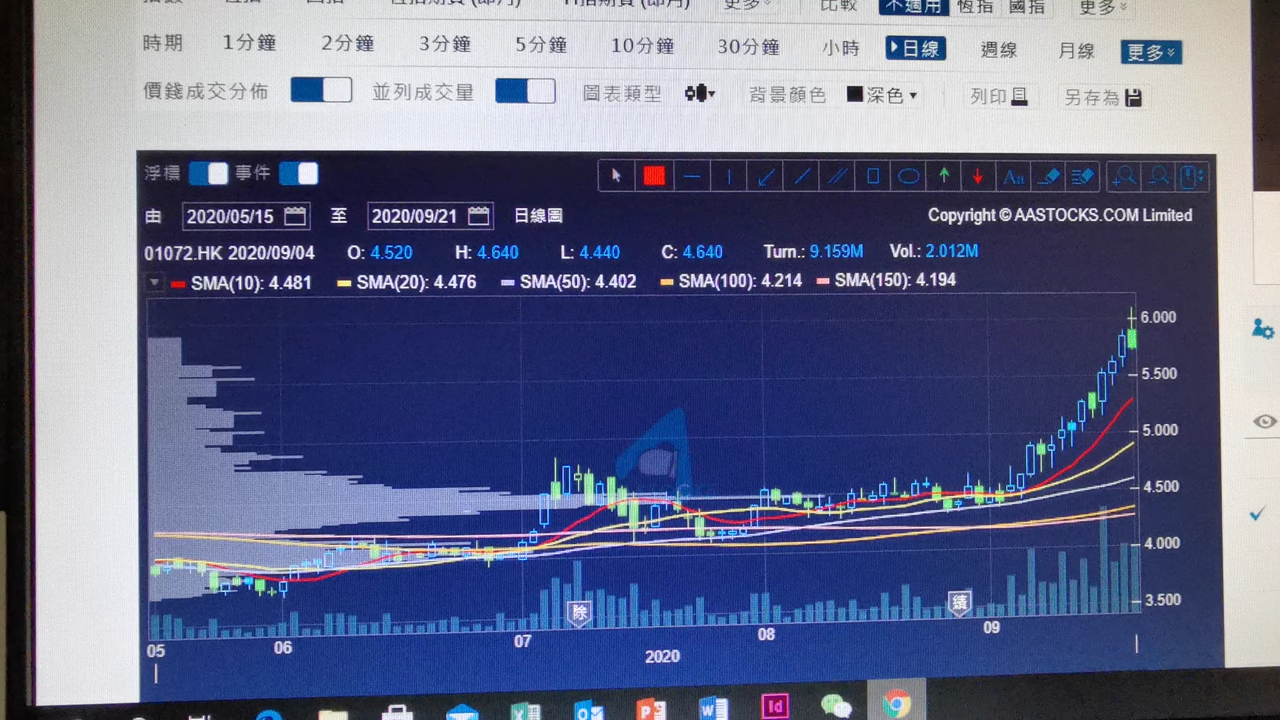 更多
比較 不適用 恆指 國指 更多
時期 1分鐘 2分鐘 3分鐘 5分鐘 10分鐘 30分鐘 小時 日線 週線 月線 更多
價錢成交分佈 並列成交量 圖表類型 背景顏色 深色 列印 另存為
浮標 事件 Aa
由 2020/05/15 至 2020/09/21 日線圖 Copyright © AASTOCKS.COM Limited
01072.HK 2020/09/04 O: 4.520 H: 4.640 L: 4.440 C: 4.640 Turn.: 9.159M Vol.: 2.012M
SMA(10): 4.481 SMA(20): 4.476 SMA(50): 4.402 SMA(100): 4.214 SMA(150): 4.194
6.000
5.500
5.000
4.500
4.000
3.500
除 績
05 06 07 08 09
2020
Id